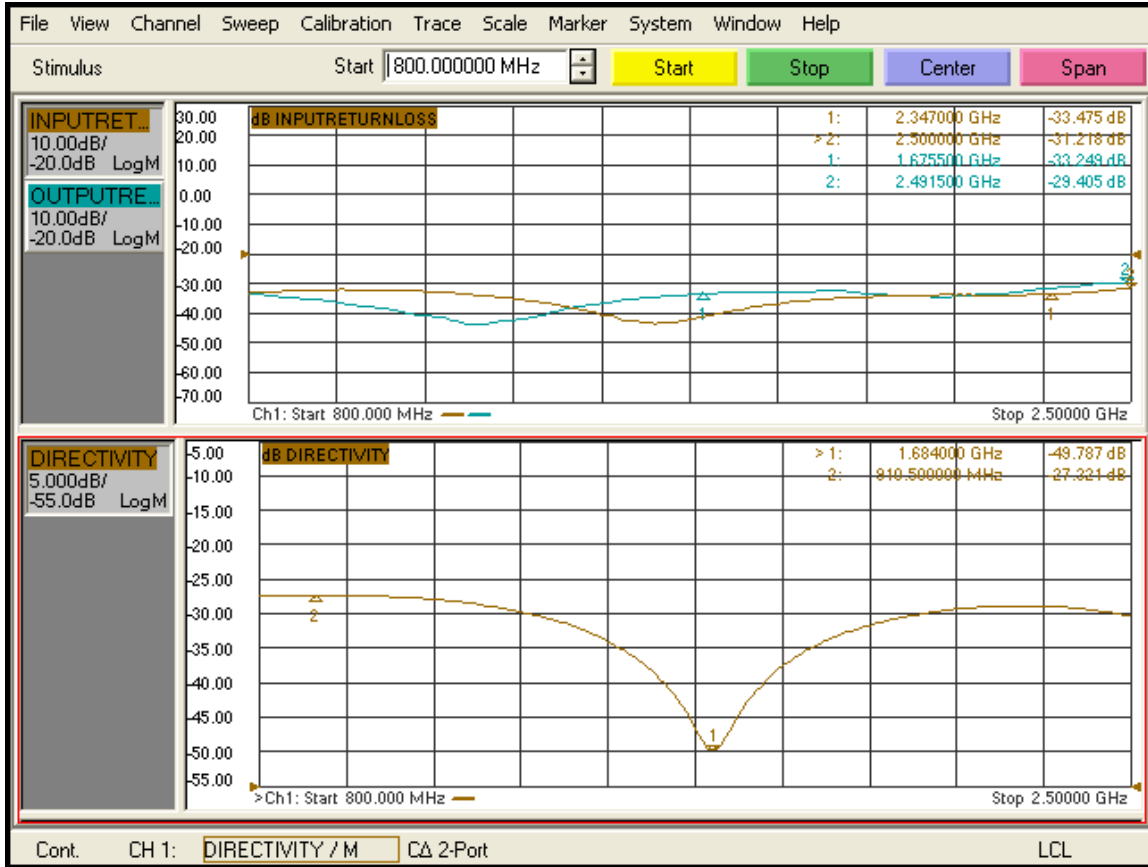 File View Channel Sweep Calibration Trace Scale Marker System Window Help
Stimulus Start 800.000000 MHz Start Stop Center Span
INPUTRET...
10.00dB/
-20.0dB LogM
OUTPUTRE...
10.00dB/
-20.0dB LogM
30.00
20.00
10.00
0.00
-10.00
-20.00
-30.00
-40.00
-50.00
-60.00
-70.00
dB INPUTRETURNLOSS
1: 2.347000 GHz -33.475 dB
> 2: 2.500000 GHz -31.218 dB
1: 1.675500 GHz -33.249 dB
2: 2.491500 GHz -29.405 dB
2
1
1
Ch1: Start 800.000 MHz Stop 2.50000 GHz
DIRECTIVITY
5.000dB/
-55.0dB LogM
-5.00
-10.00
-15.00
-20.00
-25.00
-30.00
-35.00
-40.00
-45.00
-50.00
-55.00
dB DIRECTIVITY
> 1: 1.684000 GHz -49.787 dB
2: 910.500000 MHz -27.321 dB
2
1
>Ch1: Start 800.000 MHz Stop 2.50000 GHz
Cont. CH 1: DIRECTIVITY / M CΔ 2-Port LCL